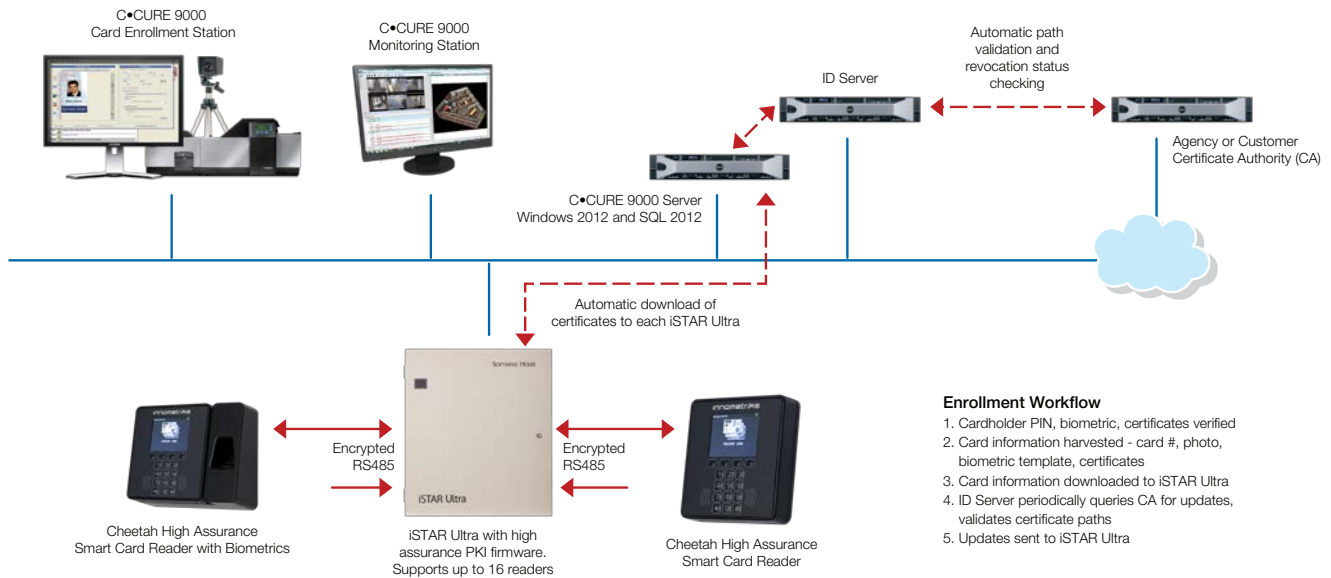 C•CURE 9000
Card Enrollment Station
C•CURE 9000
Monitoring Station
ID Server
Automatic path
validation and
revocation status
checking
Agency or Customer
Certificate Authority (CA)
C•CURE 9000 Server
Windows 2012 and SQL 2012
Automatic download of
certificates to each iSTAR Ultra
innometriks
Encrypted
RS485
iSTAR Ultra
Encrypted
RS485
innometriks
Cheetah High Assurance
Smart Card Reader with Biometrics
iSTAR Ultra with high
assurance PKI firmware.
Supports up to 16 readers
Cheetah High Assurance
Smart Card Reader
Enrollment Workflow
1. Cardholder PIN, biometric, certificates verified
2. Card information harvested - card #, photo,
biometric template, certificates
3. Card information downloaded to iSTAR Ultra
4. ID Server periodically queries CA for updates,
validates certificate paths
5. Updates sent to iSTAR Ultra